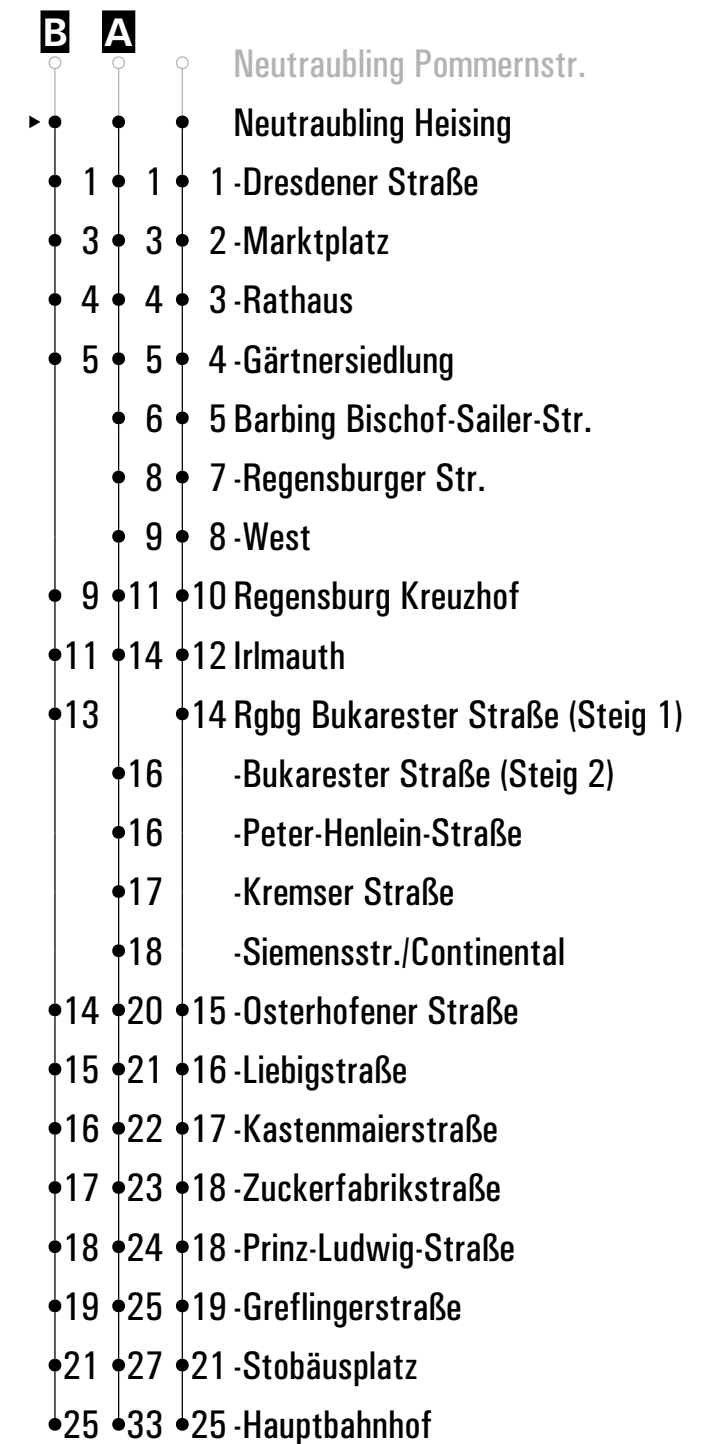 B A
Neutraubling Pommernstr.
Neutraubling Heising
1 1 1 -Dresdener Straße
3 3 2 -Marktplatz
4 4 3 -Rathaus
5 5 4 -Gärtnersiedlung
6 5 Barbing Bischof-Sailer-Str.
8 7 -Regensburger Str.
9 8 -West
9 11 10 Regensburg Kreuzhof
11 14 12 Irlmauth
13 14 Rgbg Bukarester Straße (Steig 1)
16 -Bukarester Straße (Steig 2)
16 -Peter-Henlein-Straße
17 -Kremser Straße
18 -Siemensstr./Continental
14 20 15 -Osterhofener Straße
15 21 16 -Liebigstraße
16 22 17 -Kastenmaierstraße
17 23 18 -Zuckerfabrikstraße
18 24 18 -Prinz-Ludwig-Straße
19 25 19 -Greflingerstraße
21 27 21 -Stobäusplatz
25 33 25 -Hauptbahnhof